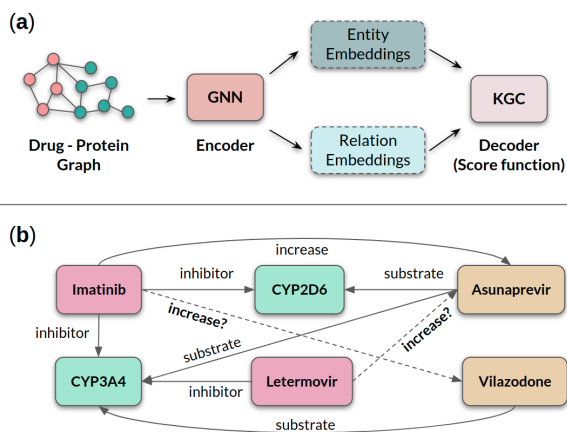 (a)
Drug - Protein
Graph
GNN
Encoder
Entity
Embeddings
Relation
Embeddings
KGC
Decoder
(Score function)
(b)
increase
Imatinib
inhibitor
CYP2D6
substrate
Asunaprevir
increase?
increase?
inhibitor
substrate
CYP3A4
inhibitor
Letermovir
Vilazodone
substrate